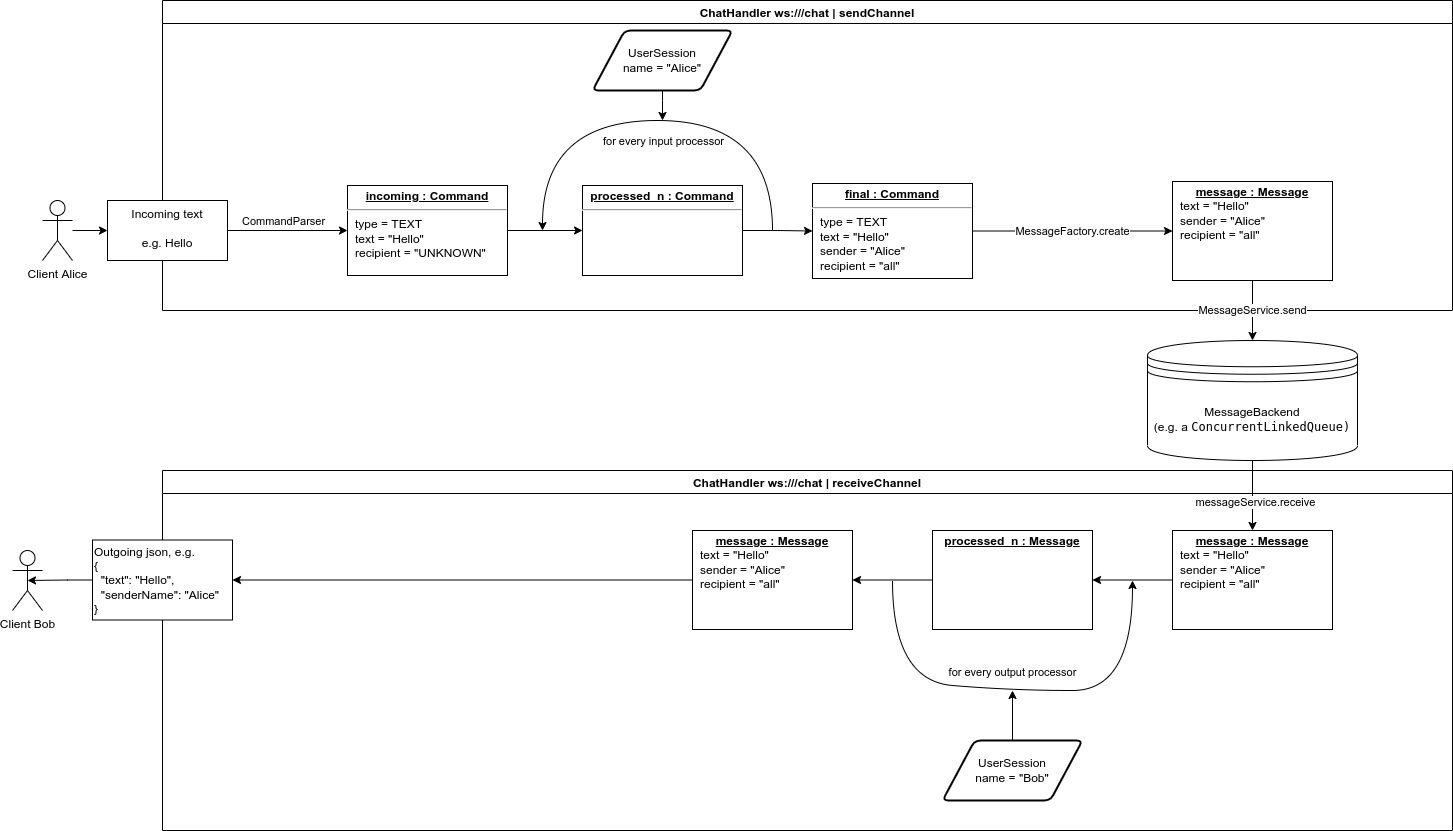 ChatHandler ws:///chat | sendChannel
UserSession
name = "Alice"
for every input processor
Client Alice
Incoming text
e.g. Hello
CommandParser
incoming : Command
type = TEXT
text = "Hello"
recipient = "UNKNOWN"
processed_n : Command
final : Command
type = TEXT
text = "Hello"
sender = "Alice"
recipient = "all"
MessageFactory.create
message : Message
text = "Hello"
sender = "Alice"
recipient = "all"
MessageService.send
MessageBackend
(e.g. a ConcurrentLinkedQueue)
ChatHandler ws:///chat | receiveChannel
messageService.receive
message : Message
text = "Hello"
sender = "Alice"
recipient = "all"
processed_n : Message
message : Message
text = "Hello"
sender = "Alice"
recipient = "all"
for every output processor
UserSession
name = "Bob"
Outgoing json, e.g.
{
"text": "Hello",
"senderName": "Alice"
}
Client Bob